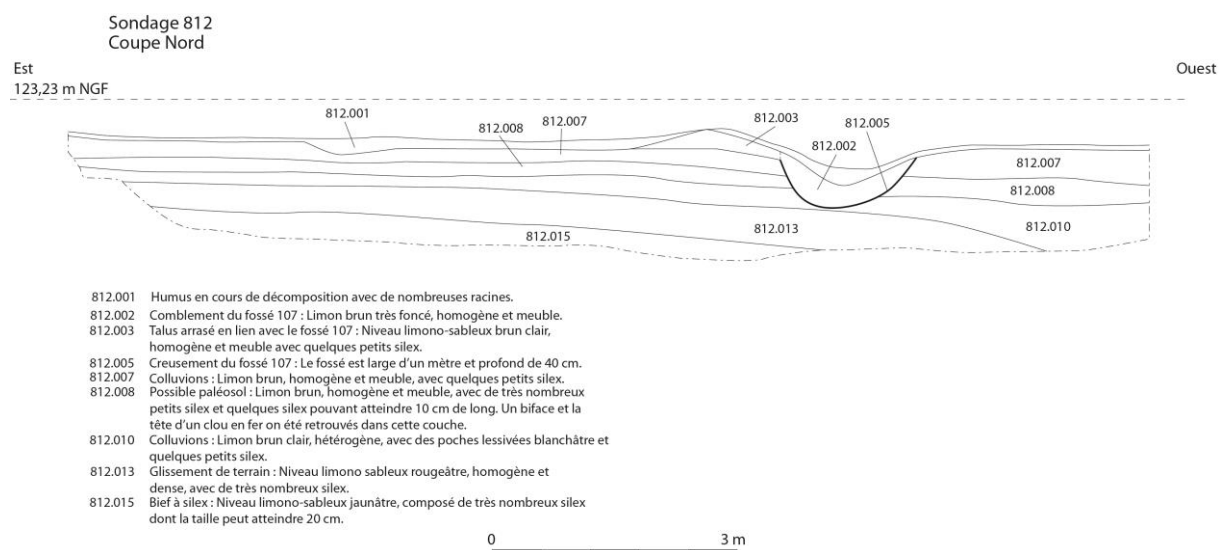 Sondage 812
Coupe Nord
Est
Ouest
123,23 m NGF
812.001
812.008
812.007
812.003
812.005
812.002
812.007
812.008
812.010
812.013
812.015
812.001 Humus en cours de décomposition avec de nombreuses racines.
812.002 Comblement du fossé 107 : Limon brun très foncé, homogène et meuble.
812.003 Talus arrasé en lien avec le fossé 107 : Niveau limono-sableux brun clair,
homogène et meuble avec quelques petits silex.
812.005 Creusement du fossé 107 : Le fossé est large d'un mètre et profond de 40 cm.
812.007 Colluvions : Limon brun, homogène et meuble, avec quelques petits silex.
812.008 Possible paléosol : Limon brun, homogène et meuble, avec de très nombreux
petits silex et quelques silex pouvant atteindre 10 cm de long. Un biface et la
tête d'un clou en fer on été retrouvés dans cette couche.
812.010 Colluvions : Limon brun clair, hétérogène, avec des poches lessivées blanchâtre et
quelques petits silex.
812.013 Glissement de terrain : Niveau limono sableux rougeâtre, homogène et
dense, avec de très nombreux silex.
812.015 Bief à silex : Niveau limono-sableux jaunâtre, composé de très nombreux silex
dont la taille peut atteindre 20 cm.
0 3 m